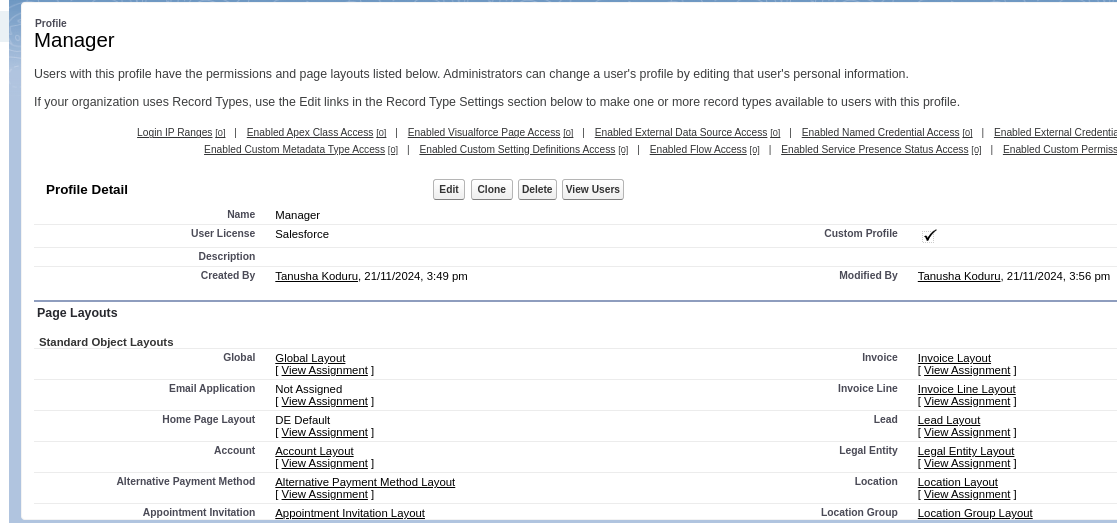 Profile
Manager
Users with this profile have the permissions and page layouts listed below. Administrators can change a user's profile by editing that user's personal information.
If your organization uses Record Types, use the Edit links in the Record Type Settings section below to make one or more record types available to users with this profile.
Login IP Ranges [0] | Enabled Apex Class Access [0] | Enabled Visualforce Page Access [0] | Enabled External Data Source Access [0] | Enabled Named Credential Access [0] | Enabled External Credentia
Enabled Custom Metadata Type Access [0] | Enabled Custom Setting Definitions Access [0] | Enabled Flow Access [0] | Enabled Service Presence Status Access [0] | Enabled Custom Permiss
Profile Detail Edit Clone Delete View Users
Name Manager
User License Salesforce Custom Profile ✓
Description
Created By Tanusha Koduru, 21/11/2024, 3:49 pm Modified By Tanusha Koduru, 21/11/2024, 3:56 pm
Page Layouts
Standard Object Layouts
Global Global Layout Invoice Invoice Layout
[ View Assignment ] [ View Assignment ]
Email Application Not Assigned Invoice Line Invoice Line Layout
[ View Assignment ] [ View Assignment ]
Home Page Layout DE Default Lead Lead Layout
[ View Assignment ] [ View Assignment ]
Account Account Layout Legal Entity Legal Entity Layout
[ View Assignment ] [ View Assignment ]
Alternative Payment Method Alternative Payment Method Layout Location Location Layout
[ View Assignment ] [ View Assignment ]
Appointment Invitation Appointment Invitation Layout Location Group Location Group Layout